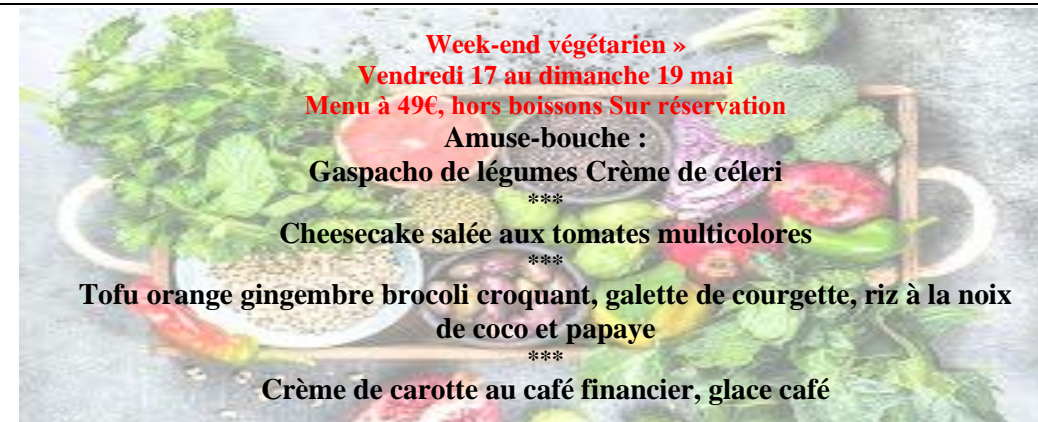 Week-end végétarien »
Vendredi 17 au dimanche 19 mai
Menu à 49€, hors boissons Sur réservation
Amuse-bouche :
Gaspacho de légumes Crème de céleri
***
Cheesecake salée aux tomates multicolores
***
Tofu orange gingembre brocoli croquant, galette de courgette, riz à la noix
de coco et papaye
***
Crème de carotte au café financier, glace café